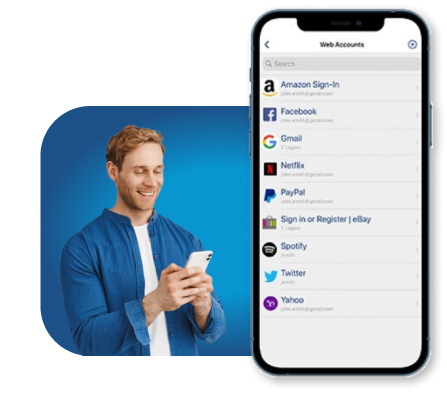 Web Accounts
Search
Amazon Sign-In
john.smith@gmail.com
Facebook
john.smith@gmail.com
Gmail
2 Logins
Netflix
john.smith@gmail.com
PayPal
john.smith@gmail.com
Sign in or Register | eBay
2 Logins
Spotify
jsmith
Twitter
jsmith
Yahoo
john.smith@gmail.com